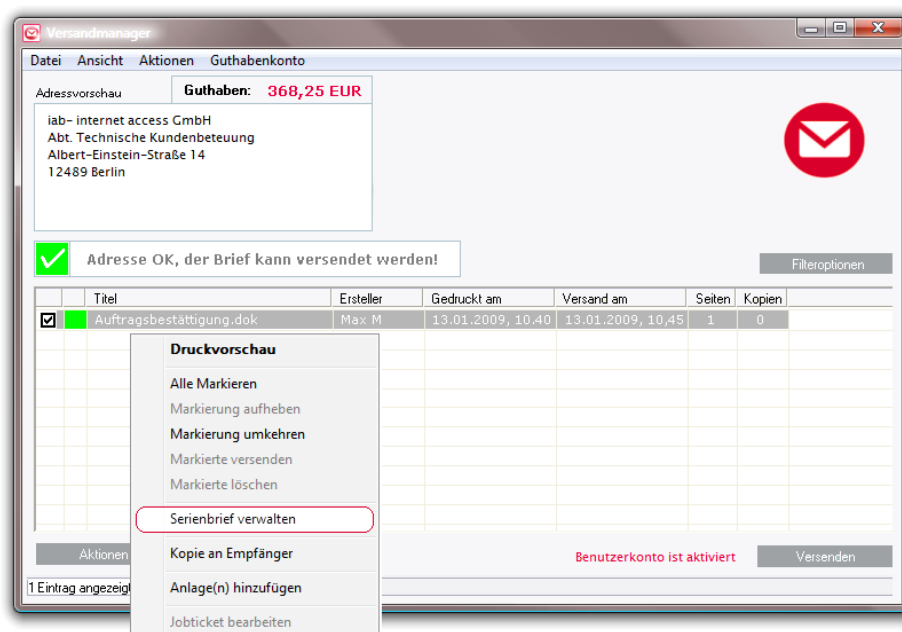 Versandmanager
Datei Ansicht Aktionen Guthabenkonto
Adressvorschau Guthaben: 368,25 EUR
iab- internet access GmbH
Abt. Technische Kundenbeteuung
Albert-Einstein-Straße 14
12489 Berlin
Adresse OK, der Brief kann versendet werden!
Filteroptionen
Titel Ersteller Gedruckt am Versand am Seiten Kopien
Auftragsbestättigung.dok Max M 13.01.2009, 10.40 13.01.2009, 10,45 1 0
Druckvorschau
Alle Markieren
Markierung aufheben
Markierung umkehren
Markierte versenden
Markierte löschen
Serienbrief verwalten
Kopie an Empfänger
Anlage(n) hinzufügen
Jobticket bearbeiten
Aktionen Benutzerkonto ist aktiviert Versenden
1 Eintrag angezeigt